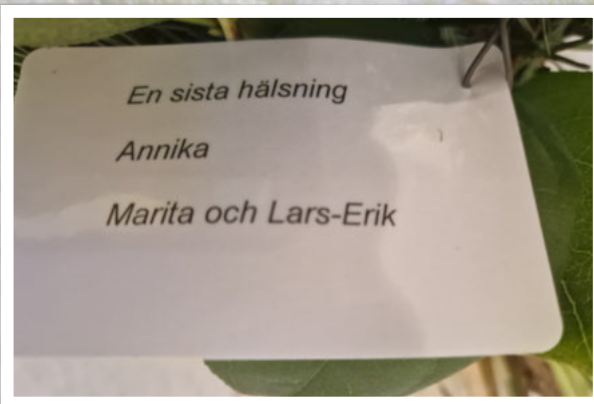 En sista hälsning
Annika
Marita och Lars-Erik